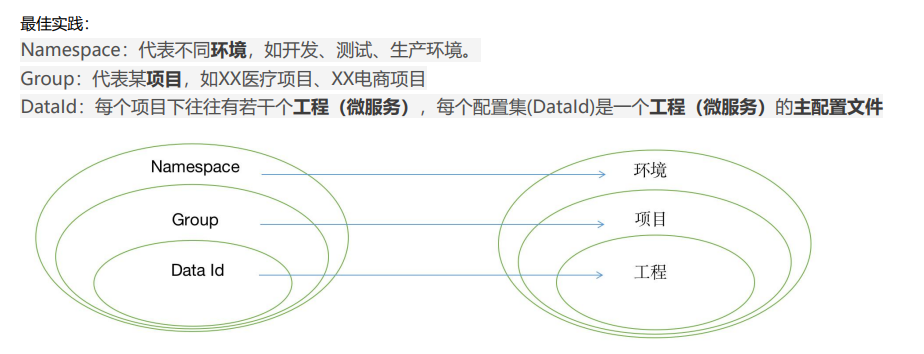 最佳实践：
Namespace：代表不同环境，如开发、测试、生产环境。
Group：代表某项目，如XX医疗项目、XX电商项目
DataId：每个项目下往往有若干个工程（微服务），每个配置集(DataId)是一个工程（微服务）的主配置文件
Namespace 环境
Group 项目
Data Id 工程